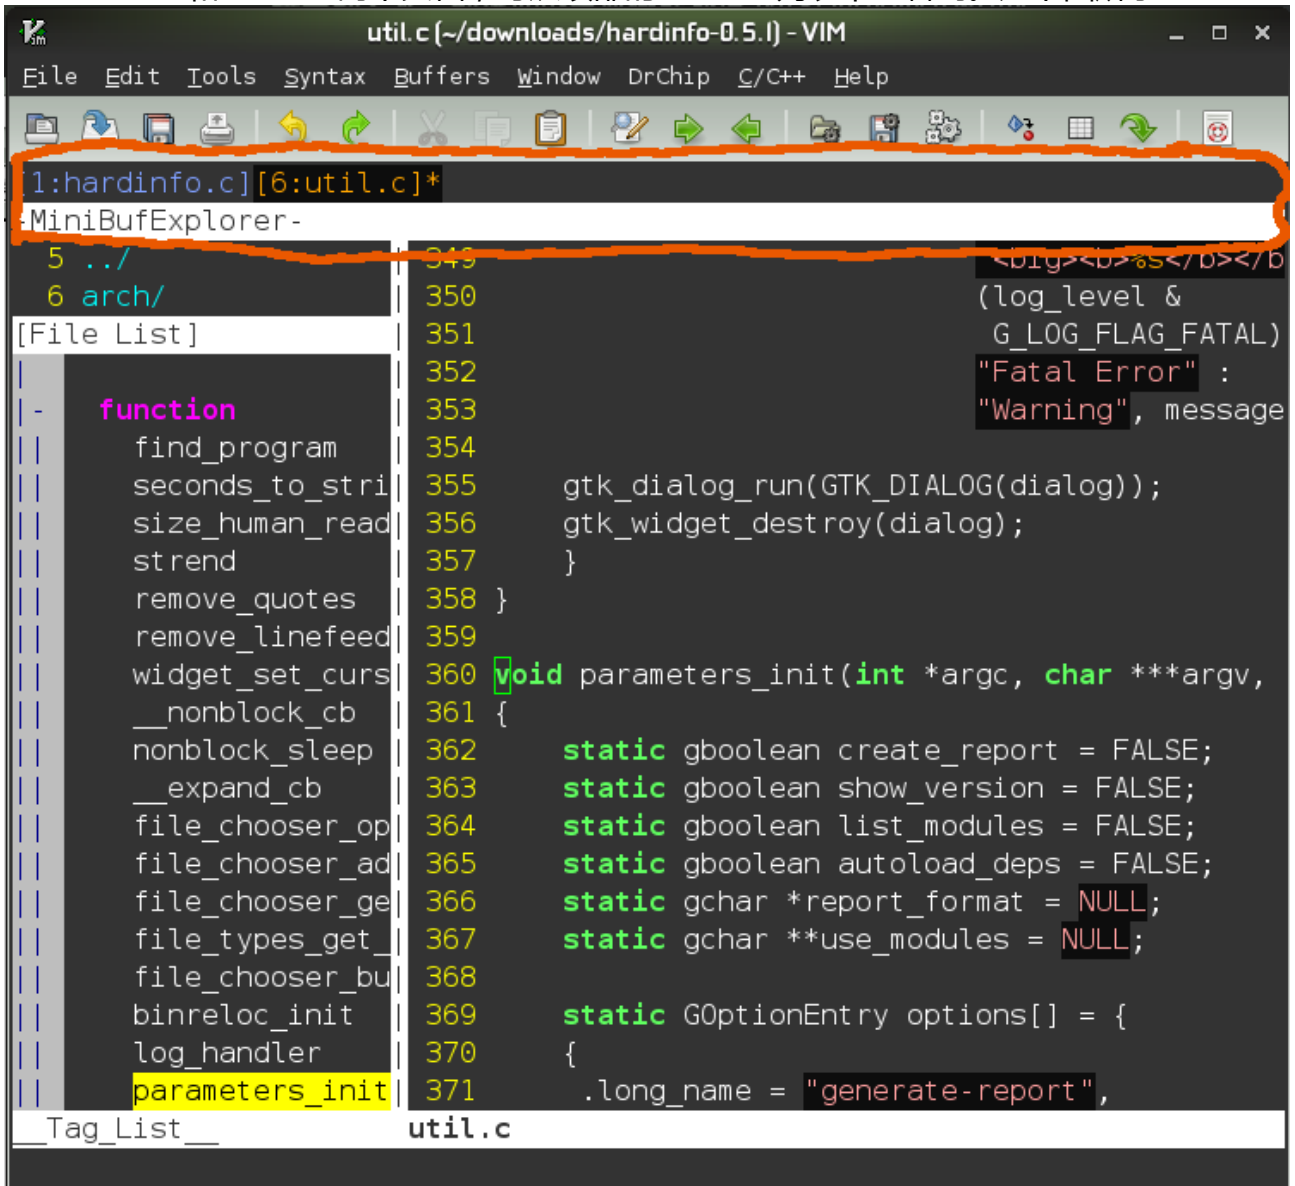 util.c (~/downloads/hardinfo-0.5.1) - VIM
File Edit Tools Syntax Buffers Window DrChip C/C++ Help
[1:hardinfo.c][6:util.c]*
-MiniBufExplorer-
5 ../
6 arch/
[File List]
|
|- function
|| find_program
|| seconds_to_stri
|| size_human_read
|| strend
|| remove_quotes
|| remove_linefeed
|| widget_set_curs
|| __nonblock_cb
|| nonblock_sleep
|| __expand_cb
|| file_chooser_op
|| file_chooser_ad
|| file_chooser_ge
|| file_types_get_
|| file_chooser_bu
|| binreloc_init
|| log_handler
|| parameters_init
__Tag_List__
349 "<big><b>%s</b></b
350 (log_level &
351 G_LOG_FLAG_FATAL)
352 "Fatal Error" :
353 "Warning", message
354
355 gtk_dialog_run(GTK_DIALOG(dialog));
356 gtk_widget_destroy(dialog);
357 }
358 }
359
360 void parameters_init(int *argc, char ***argv,
361 {
362 static gboolean create_report = FALSE;
363 static gboolean show_version = FALSE;
364 static gboolean list_modules = FALSE;
365 static gboolean autoload_deps = FALSE;
366 static gchar *report_format = NULL;
367 static gchar **use_modules = NULL;
368
369 static GOptionEntry options[] = {
370 {
371 .long_name = "generate-report",
util.c